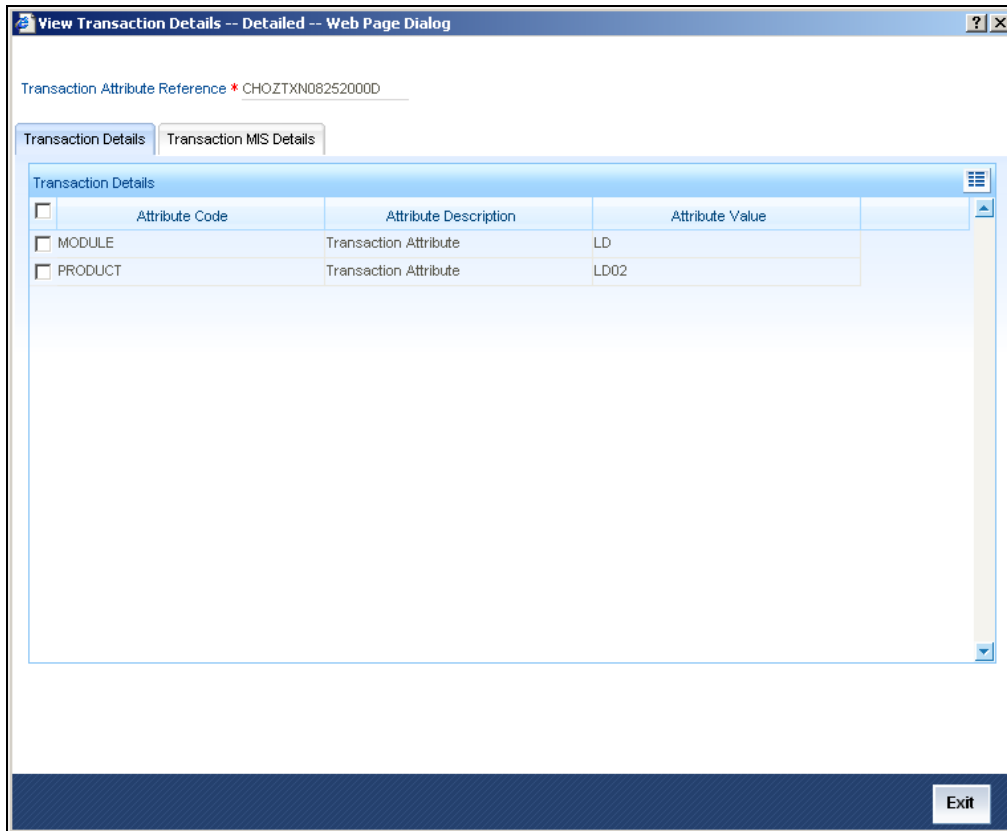 View Transaction Details -- Detailed -- Web Page Dialog
Transaction Attribute Reference * CHOZTXN08252000D
Transaction Details Transaction MIS Details
Transaction Details
Attribute Code Attribute Description Attribute Value
MODULE Transaction Attribute LD
PRODUCT Transaction Attribute LD02
Exit